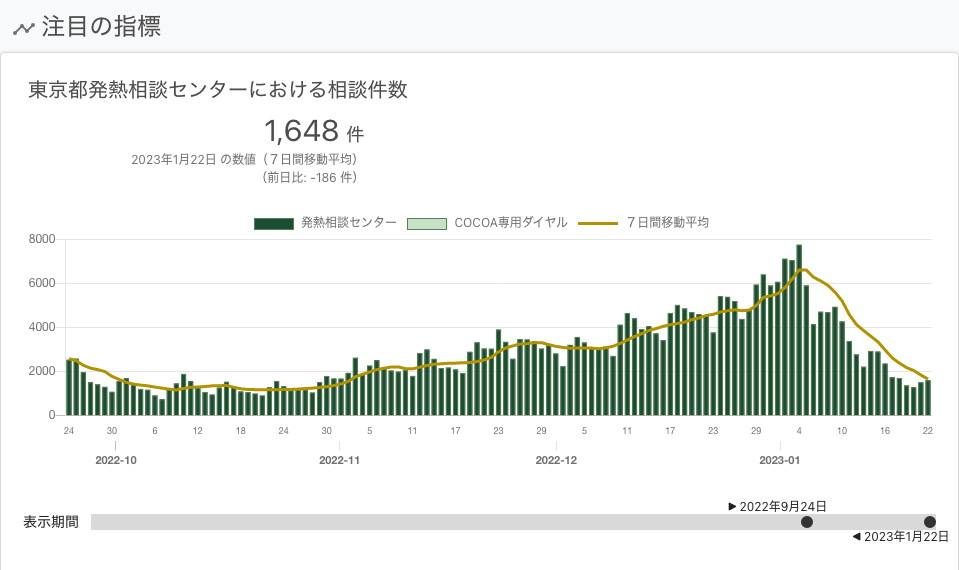 注目の指標
東京都発熱相談センターにおける相談件数
1,648 件
2023年1月22日 の数値（７日間移動平均）
（前日比: -186 件）
発熱相談センター COCOA専用ダイヤル ７日間移動平均
8000
6000
4000
2000
0
24 30 6 12 18 24 30 5 11 17 23 29 5 11 17 23 29 4 10 16 22
2022-10 2022-11 2022-12 2023-01
2022年9月24日
表示期間
2023年1月22日